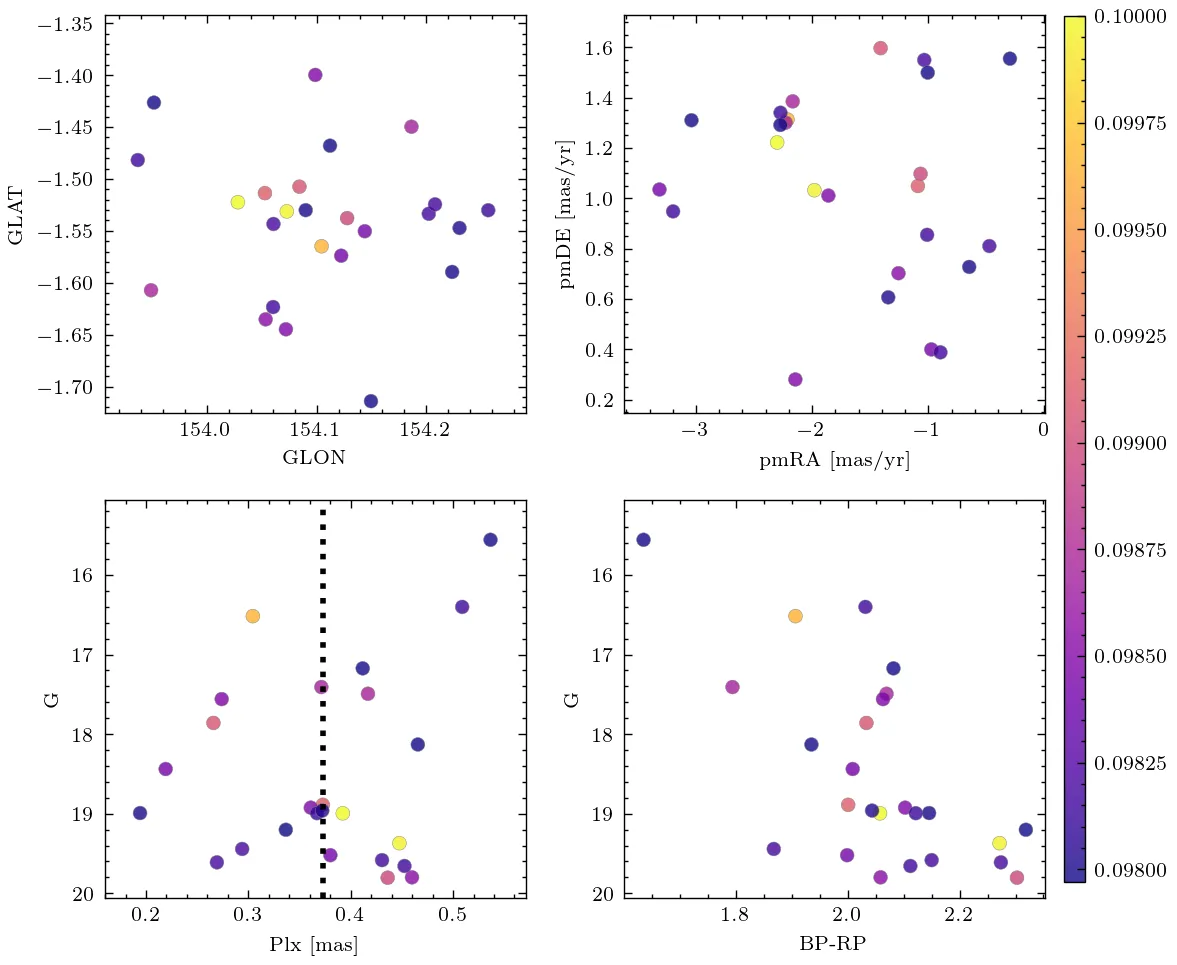 −1.35
−1.40
−1.45
−1.50
−1.55
−1.60
−1.65
−1.70
GLAT
154.0 154.1 154.2
GLON
1.6
1.4
1.2
1.0
0.8
0.6
0.4
0.2
pmDE [mas/yr]
−3 −2 −1 0
pmRA [mas/yr]
0.10000
0.09975
0.09950
0.09925
0.09900
0.09875
0.09850
0.09825
0.09800
16
17
18
19
20
G
0.2 0.3 0.4 0.5
Plx [mas]
16
17
18
19
20
G
1.8 2.0 2.2
BP-RP